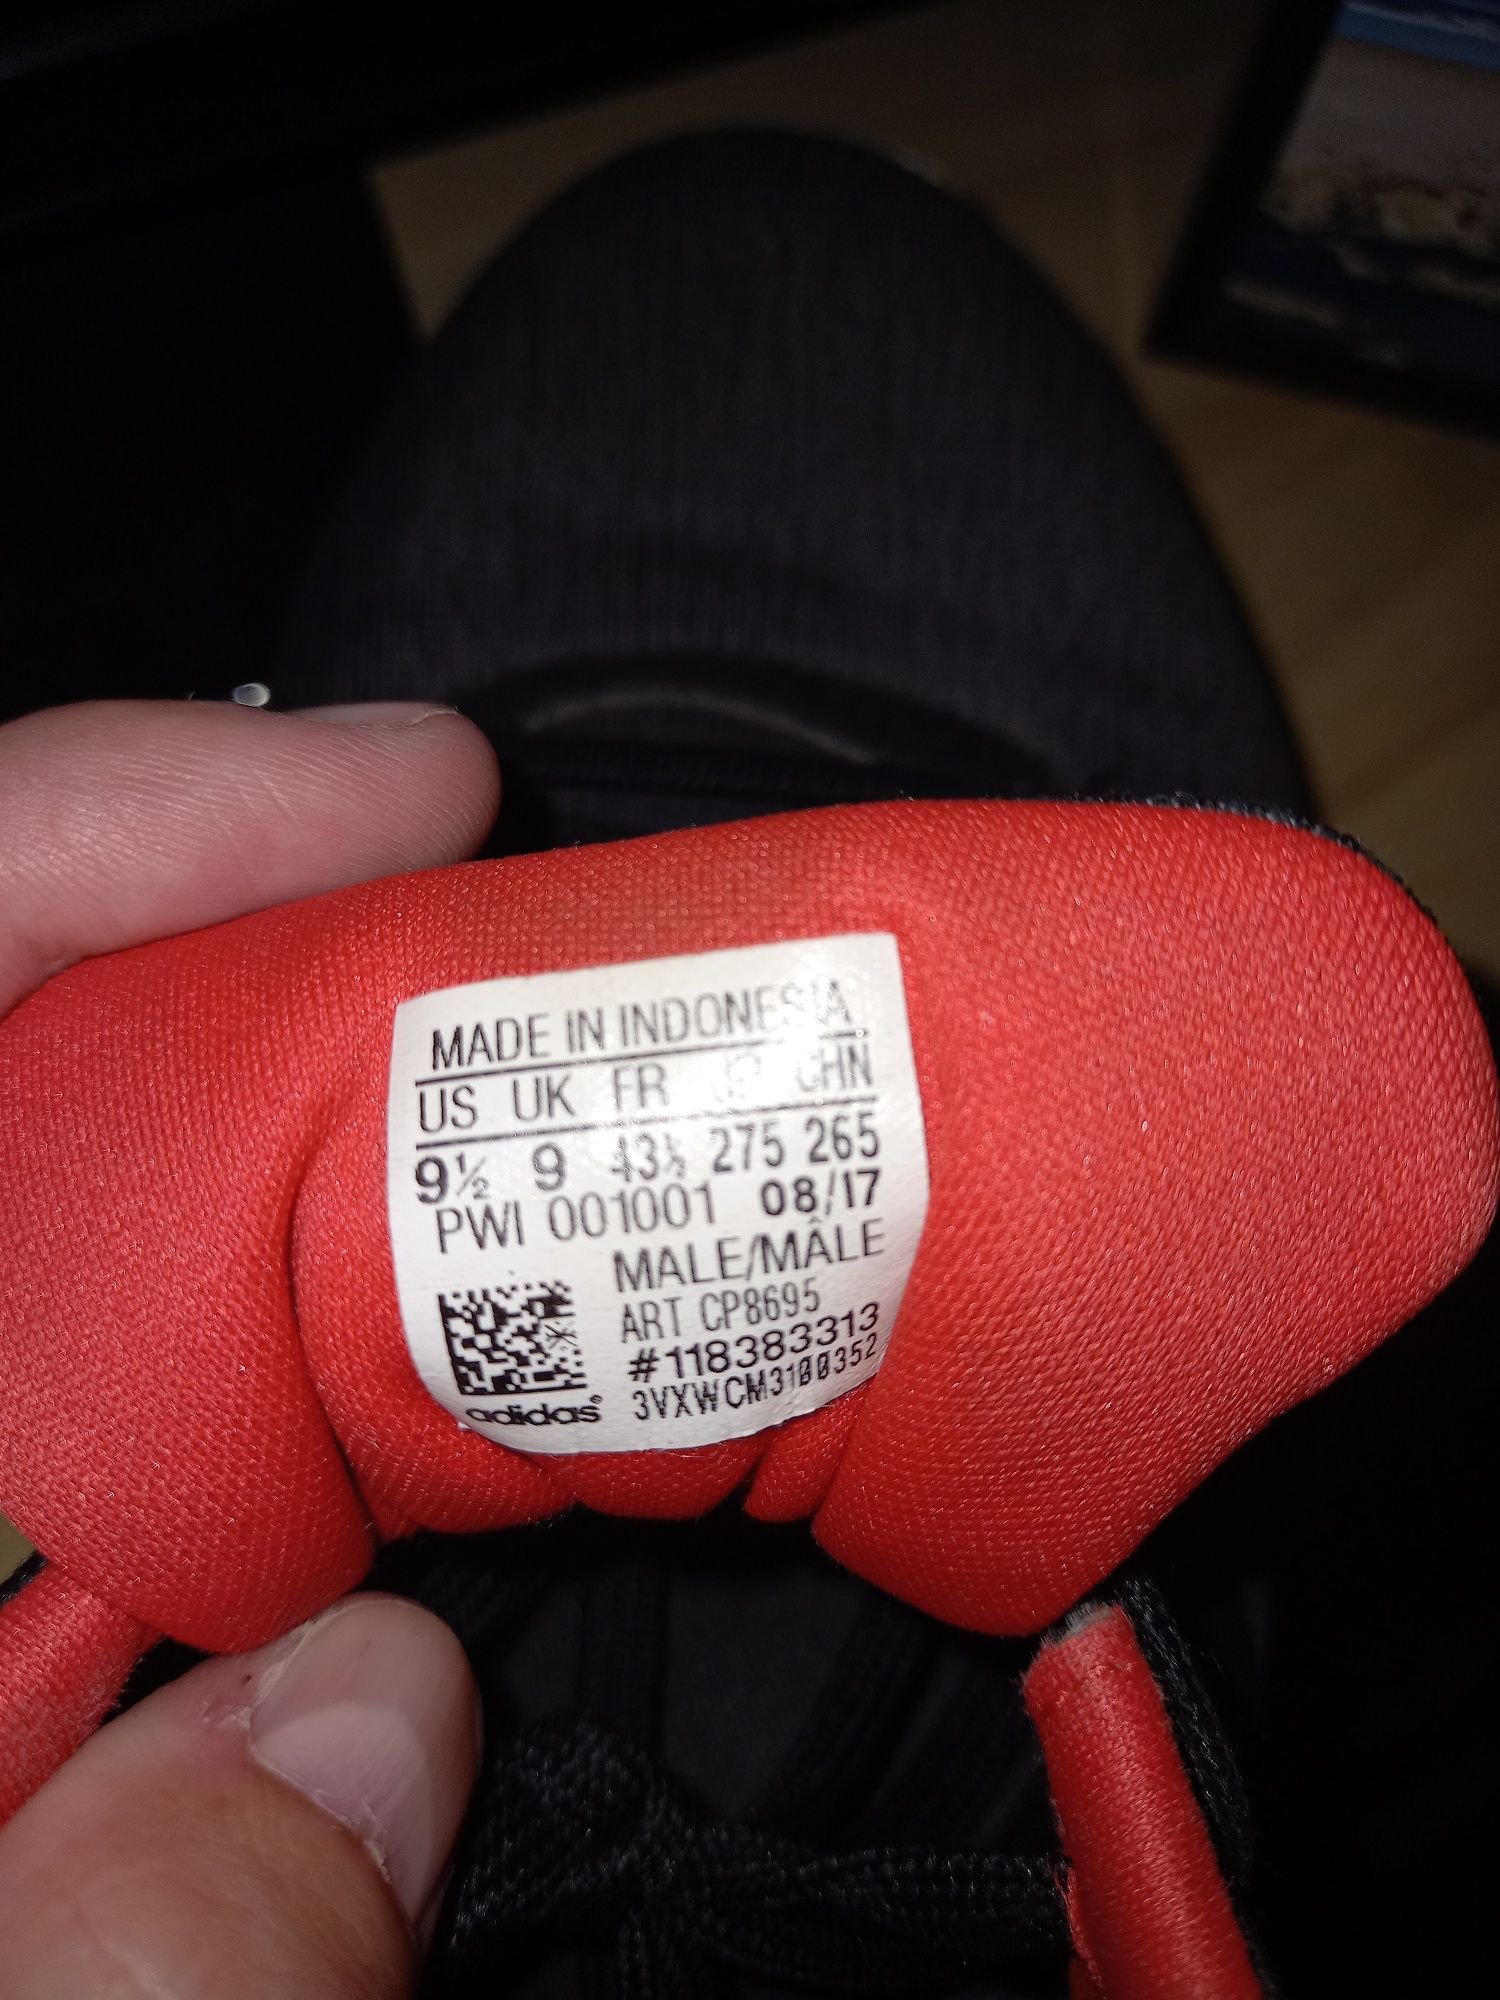 MADE IN INDONESIA
US UK FR CHN
9½ 9 43⅓ 275 265
PWI 001001 08/17
MALE/MÂLE
ART CP8695
#118383313
adidas® 3VXWCM3100352